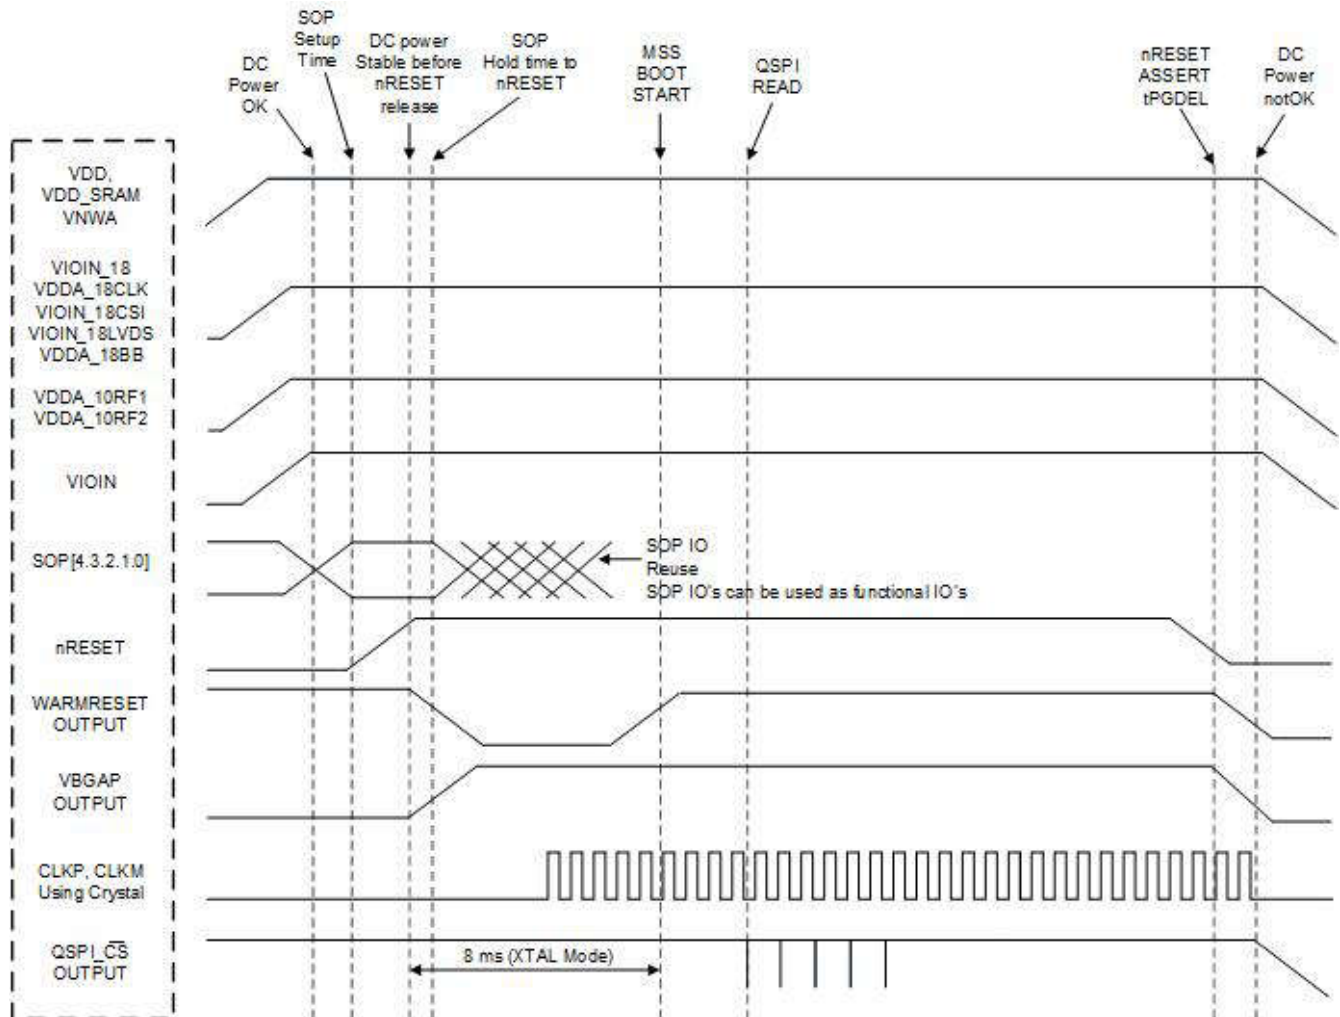 DC
Power
OK
SOP
Setup
Time
DC power
Stable before
nRESET
release
SOP
Hold time to
nRESET
MSS
BOOT
START
QSPI
READ
nRESET
ASSERT
tPGDEL
DC
Power
notOK
VDD,
VDD_SRAM
VNWA
VIOIN_18
VDDA_18CLK
VIOIN_18CSI
VIOIN_18LVDS
VDDA_18BB
VDDA_10RF1
VDDA_10RF2
VIOIN
SOP[4.3.2.1.0]
SOP IO
Reuse
SOP IO's can be used as functional IO's
nRESET
WARMRESET
OUTPUT
VBGAP
OUTPUT
CLKP, CLKM
Using Crystal
QSPI_C̅S̅
OUTPUT
8 ms (XTAL Mode)